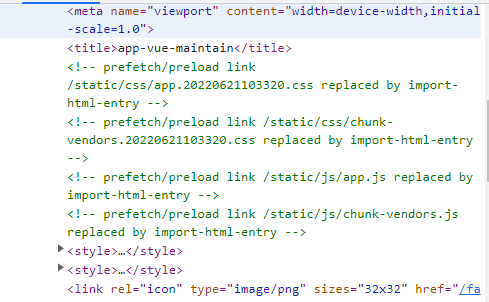 <meta name="viewport" content="width=device-width,initial
-scale=1.0">
<title>app-vue-maintain</title>
<!-- prefetch/preload link
/static/css/app.20220621103320.css replaced by import-
html-entry -->
<!-- prefetch/preload link /static/css/chunk-
vendors.20220621103320.css replaced by import-html-entry
-->
<!-- prefetch/preload link /static/js/app.js replaced by
import-html-entry -->
<!-- prefetch/preload link /static/js/chunk-vendors.js
replaced by import-html-entry -->
<style>…</style>
<style>…</style>
<link rel="icon" type="image/png" sizes="32x32" href="/fa